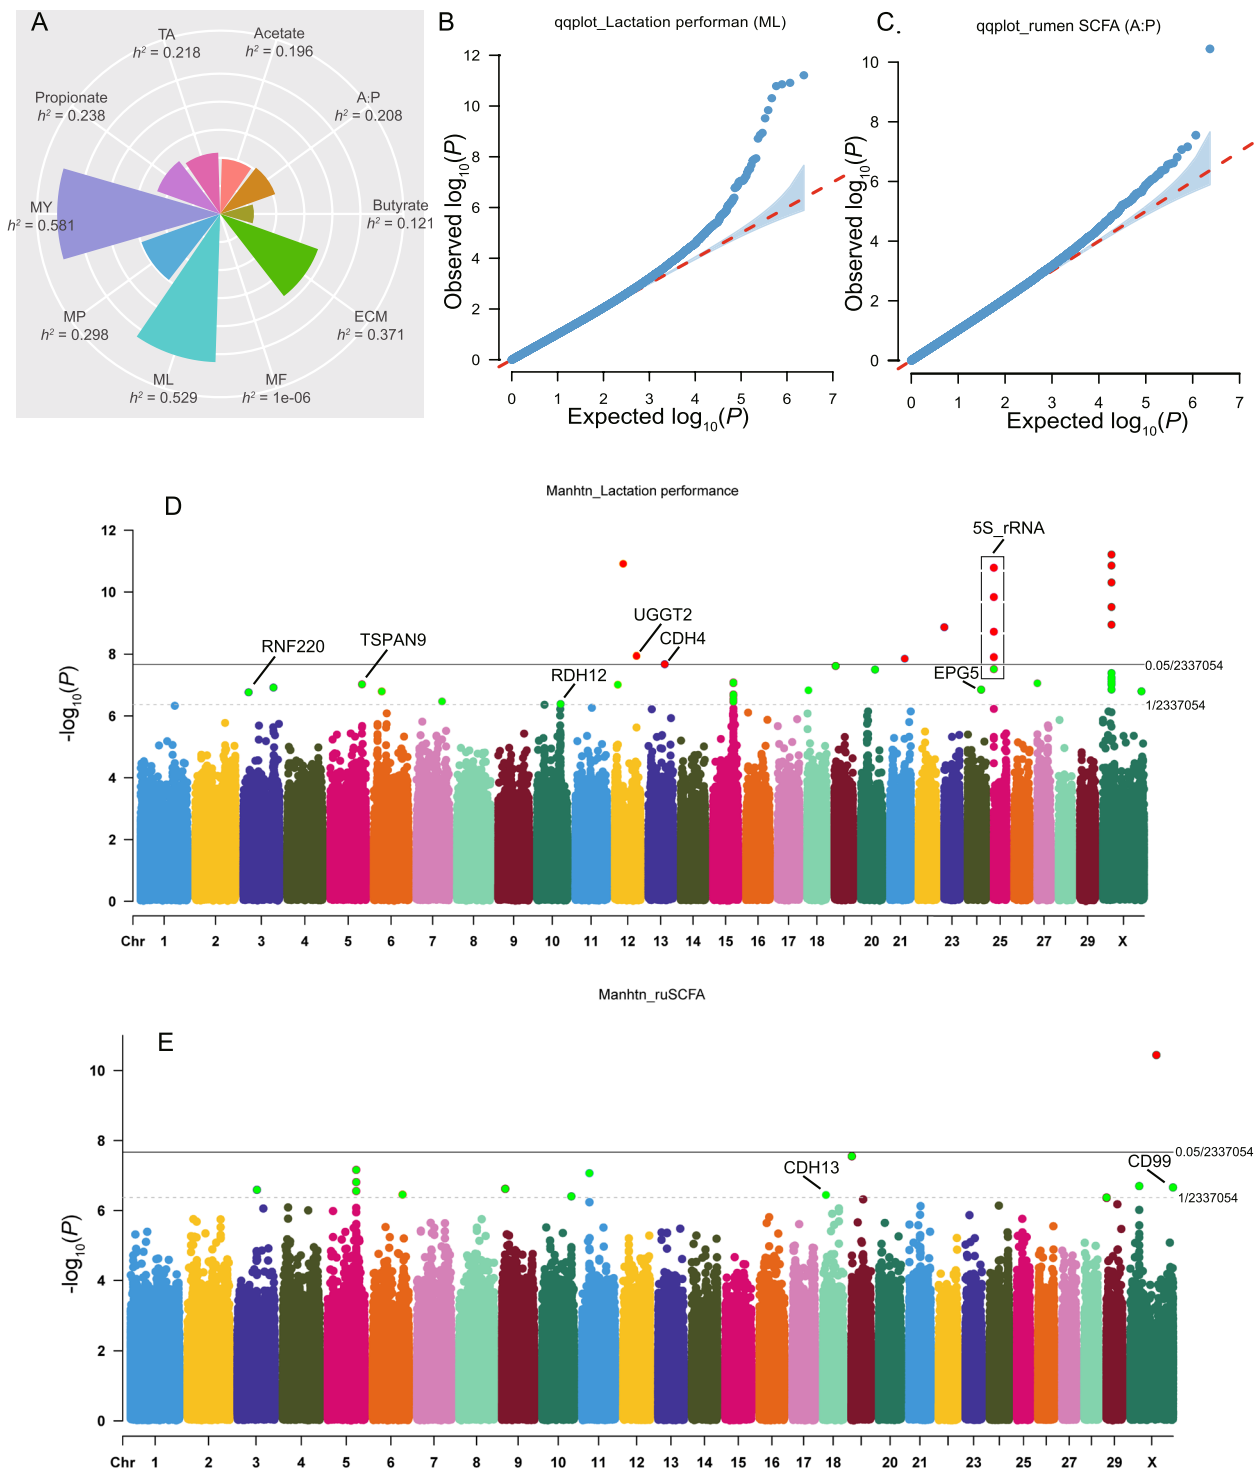 A
TA
h² = 0.218
Acetate
h² = 0.196
Propionate
h² = 0.238
A:P
h² = 0.208
MY
h² = 0.581
Butyrate
h² = 0.121
MP
h² = 0.298
ECM
h² = 0.371
ML
h² = 0.529
MF
h² = 1e-06
B
qqplot_Lactation performan (ML)
12
10
8
6
4
2
0
Observed log10(P)
0 1 2 3 4 5 6 7
Expected log10(P)
C.
qqplot_rumen SCFA (A:P)
10
8
6
4
2
0
Observed log10(P)
0 1 2 3 4 5 6 7
Expected log10(P)
D
Manhtn_Lactation performance
12
10
8
6
4
2
0
-log10(P)
RNF220
TSPAN9
RDH12
UGGT2
CDH4
EPG5
5S_rRNA
0.05/2337054
1/2337054
Chr 1 2 3 4 5 6 7 8 9 10 11 12 13 14 15 16 17 18 20 21 23 25 27 29 X
Manhtn_ruSCFA
E
10
8
6
4
2
0
-log10(P)
CDH13
CD99
0.05/2337054
1/2337054
Chr 1 2 3 4 5 6 7 8 9 10 11 12 13 14 15 16 17 18 20 21 23 25 27 29 X